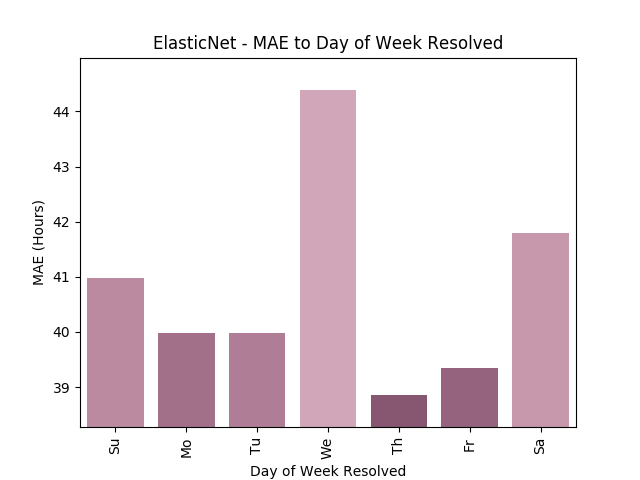 ElasticNet - MAE to Day of Week Resolved
44
43
42
41
40
39
MAE (Hours)
Su
Mo
Tu
We
Th
Fr
Sa
Day of Week Resolved